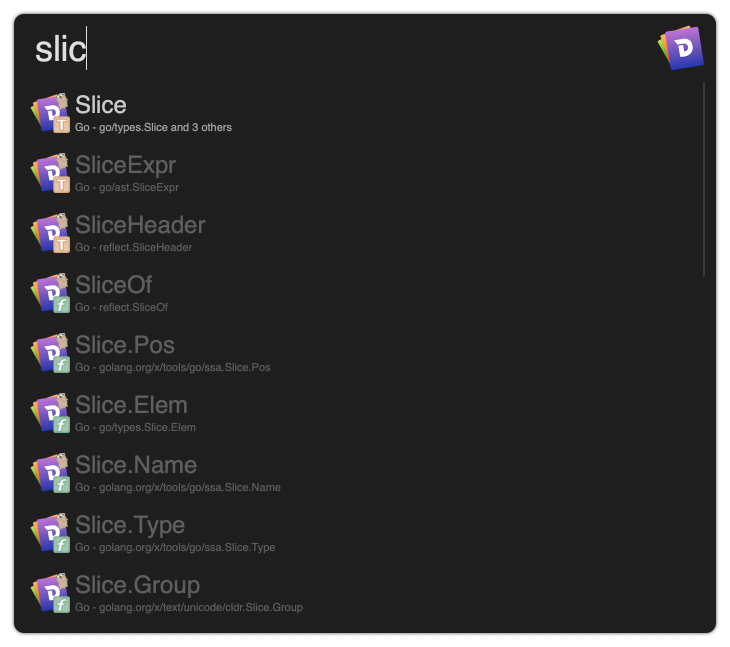 slic
Slice
Go - go/types.Slice and 3 others
SliceExpr
Go - go/ast.SliceExpr
SliceHeader
Go - reflect.SliceHeader
SliceOf
Go - reflect.SliceOf
Slice.Pos
Go - golang.org/x/tools/go/ssa.Slice.Pos
Slice.Elem
Go - go/types.Slice.Elem
Slice.Name
Go - golang.org/x/tools/go/ssa.Slice.Name
Slice.Type
Go - golang.org/x/tools/go/ssa.Slice.Type
Slice.Group
Go - golang.org/x/text/unicode/cldr.Slice.Group